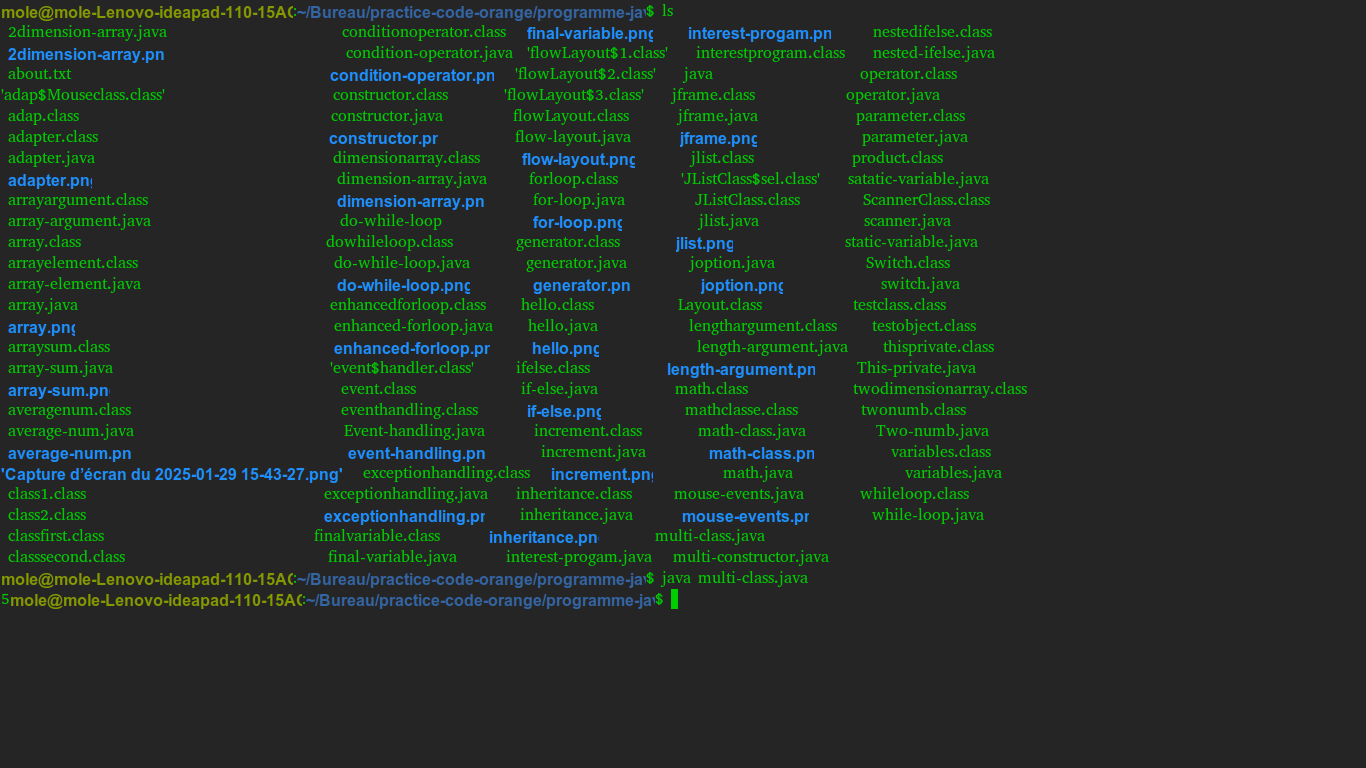 mole@mole-Lenovo-ideapad-110-15AC:~/Bureau/practice-code-orange/programme-jav$ ls
2dimension-array.java conditionoperator.class final-variable.png interest-progam.pn nestedifelse.class
2dimension-array.pn condition-operator.java 'flowLayout$1.class' interestprogam.class nested-ifelse.java
about.txt condition-operator.pn 'flowLayout$2.class' java operator.class
'adap$Mouseclass.class' constructor.class 'flowLayout$3.class' jframe.class operator.java
adap.class constructor.java flowLayout.class jframe.java parameter.class
adapter.class constructor.pr flow-layout.java jframe.png parameter.java
adapter.java dimensionarray.class flow-layout.png jlist.class product.class
adapter.png dimension-array.java forloop.class 'JListClass$sel.class' satatic-variable.java
arrayargument.class dimension-array.pn for-loop.java JListClass.class ScannerClass.class
array-argument.java do-while-loop for-loop.png jlist.java scanner.java
array.class dowhileloop.class generator.class jlist.png static-variable.java
arrayelement.class do-while-loop.java generator.java joption.java Switch.class
array-element.java do-while-loop.png generator.pn joption.png switch.java
array.java enhancedforloop.class hello.class Layout.class testclass.class
array.png enhanced-forloop.java hello.java lengthargument.class testobject.class
arraysum.class enhanced-forloop.pr hello.png length-argument.java thisprivate.class
array-sum.java 'event$handler.class' ifelse.class length-argument.pn This-private.java
array-sum.pn event.class if-else.java math.class twodimensionarray.class
averagenum.class eventhandling.class if-else.png mathclasse.class twonumb.class
average-num.java Event-handling.java increment.class math-class.java Two-numb.java
average-num.pn event-handling.pn increment.java math-class.pn variables.class
'Capture d’écran du 2025-01-29 15-43-27.png' exceptionhandling.class increment.png math.java variables.java
class1.class exceptionhandling.java inheritance.class mouse-events.java whileloop.class
class2.class exceptionhandling.pr inheritance.java mouse-events.pr while-loop.java
classfirst.class finalvariable.class inheritance.pn multi-class.java
classsecond.class final-variable.java interest-progam.java multi-constructor.java
mole@mole-Lenovo-ideapad-110-15AC:~/Bureau/practice-code-orange/programme-jav$ java multi-class.java
5mole@mole-Lenovo-ideapad-110-15AC:~/Bureau/practice-code-orange/programme-jav$